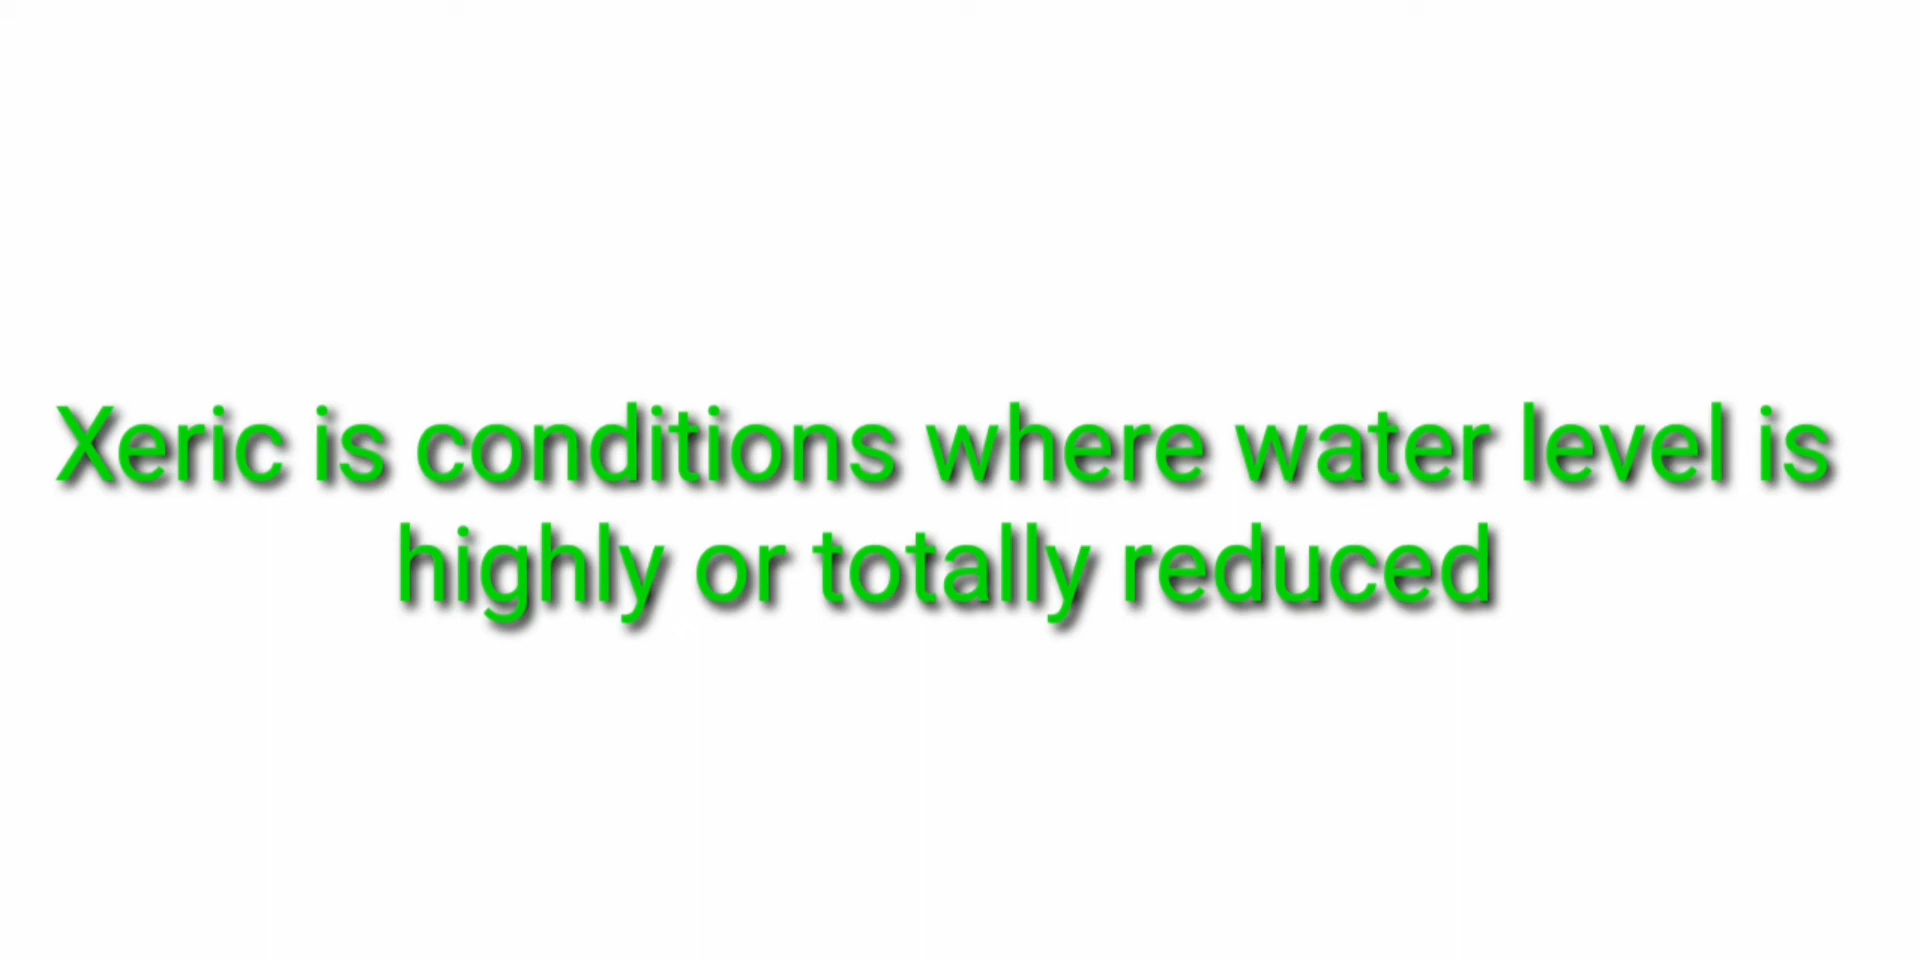 Xeric is conditions where water level is
highly or totally reduced